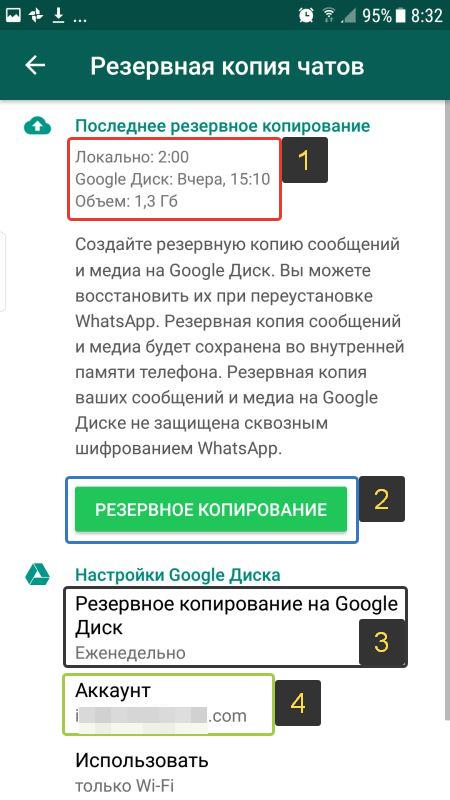 ... 95% 8:32
Резервная копия чатов
Последнее резервное копирование
Локально: 2:00
1
Google Диск: Вчера, 15:10
Объем: 1,3 Гб
Создайте резервную копию сообщений
и медиа на Google Диск. Вы можете
восстановить их при переустановке
WhatsApp. Резервная копия сообщений
и медиа будет сохранена во внутренней
памяти телефона. Резервная копия
ваших сообщений и медиа на Google
Диске не защищена сквозным
шифрованием WhatsApp.
РЕЗЕРВНОЕ КОПИРОВАНИЕ
2
Настройки Google Диска
Резервное копирование на Google
Диск
3
Еженедельно
Аккаунт
4
i .com
Использовать
только Wi-Fi